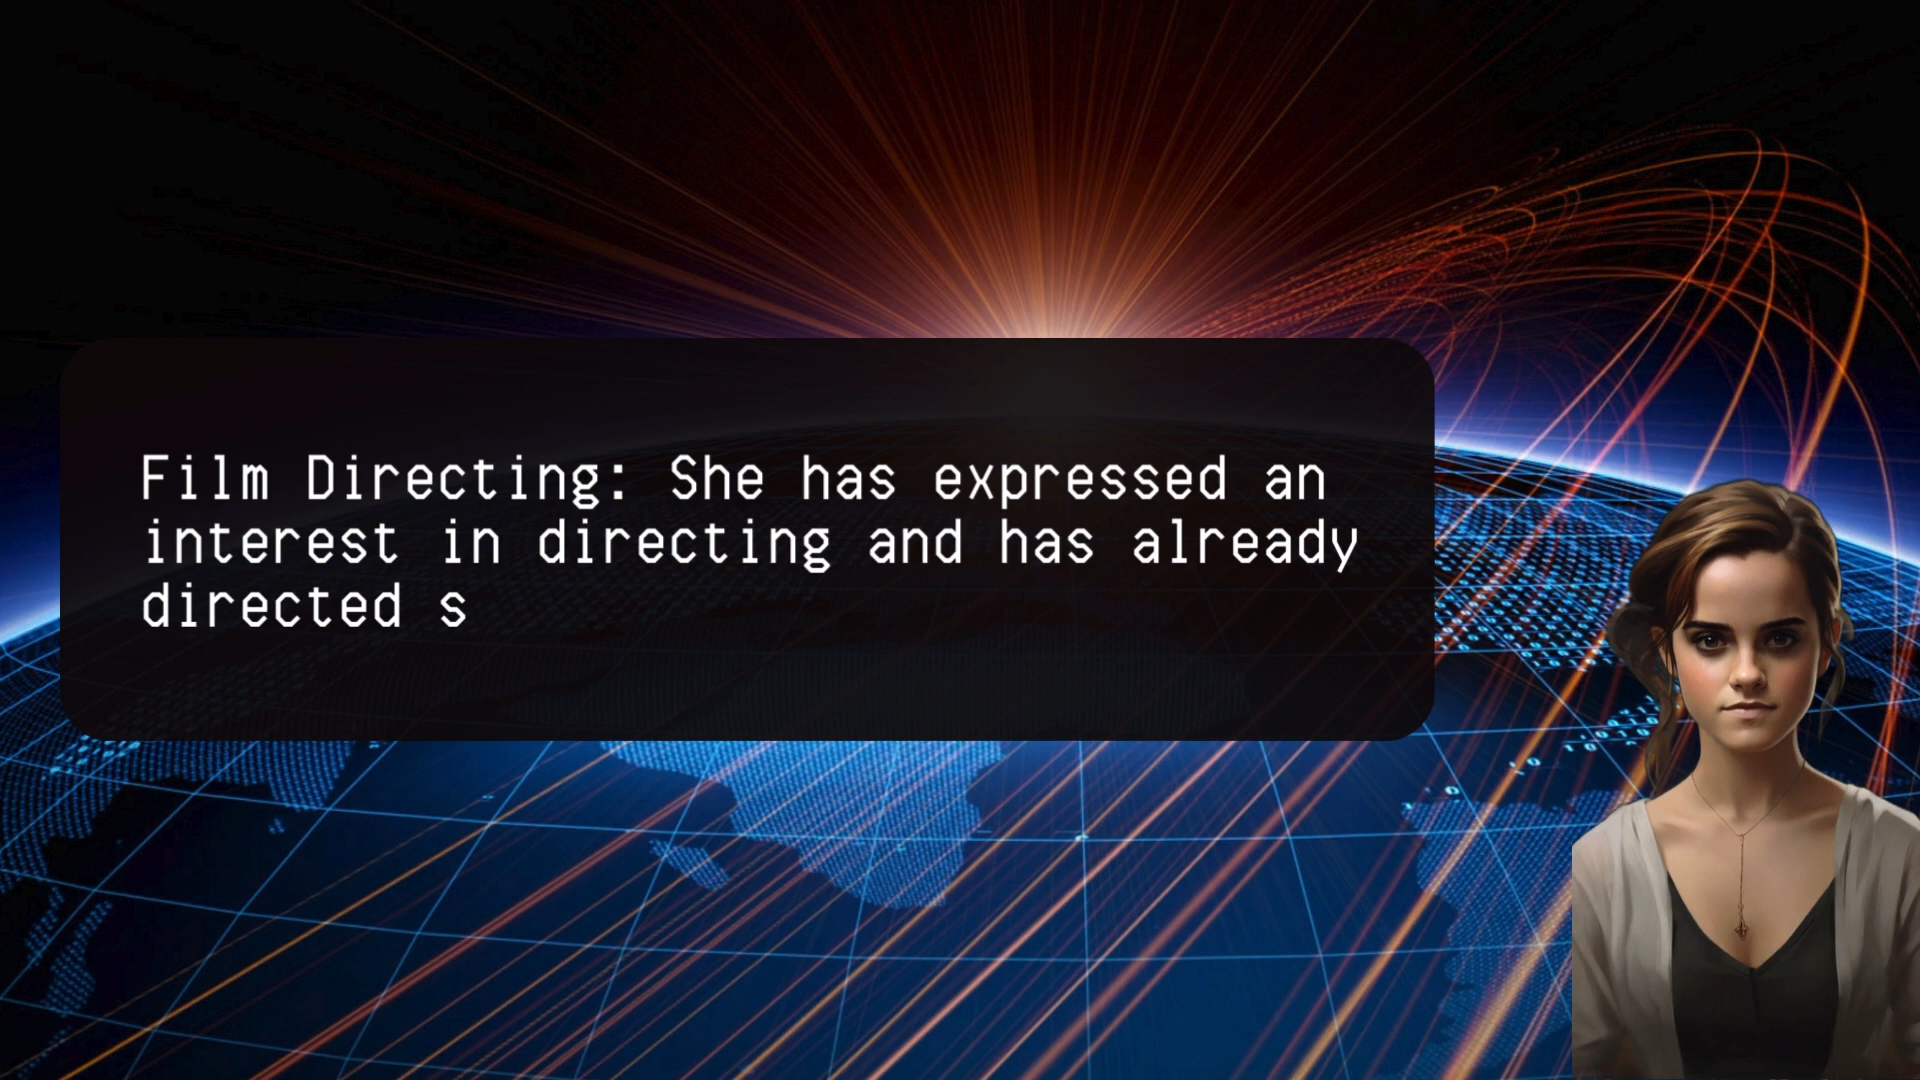 Film Directing: She has expressed an
interest in directing and has already
directed s